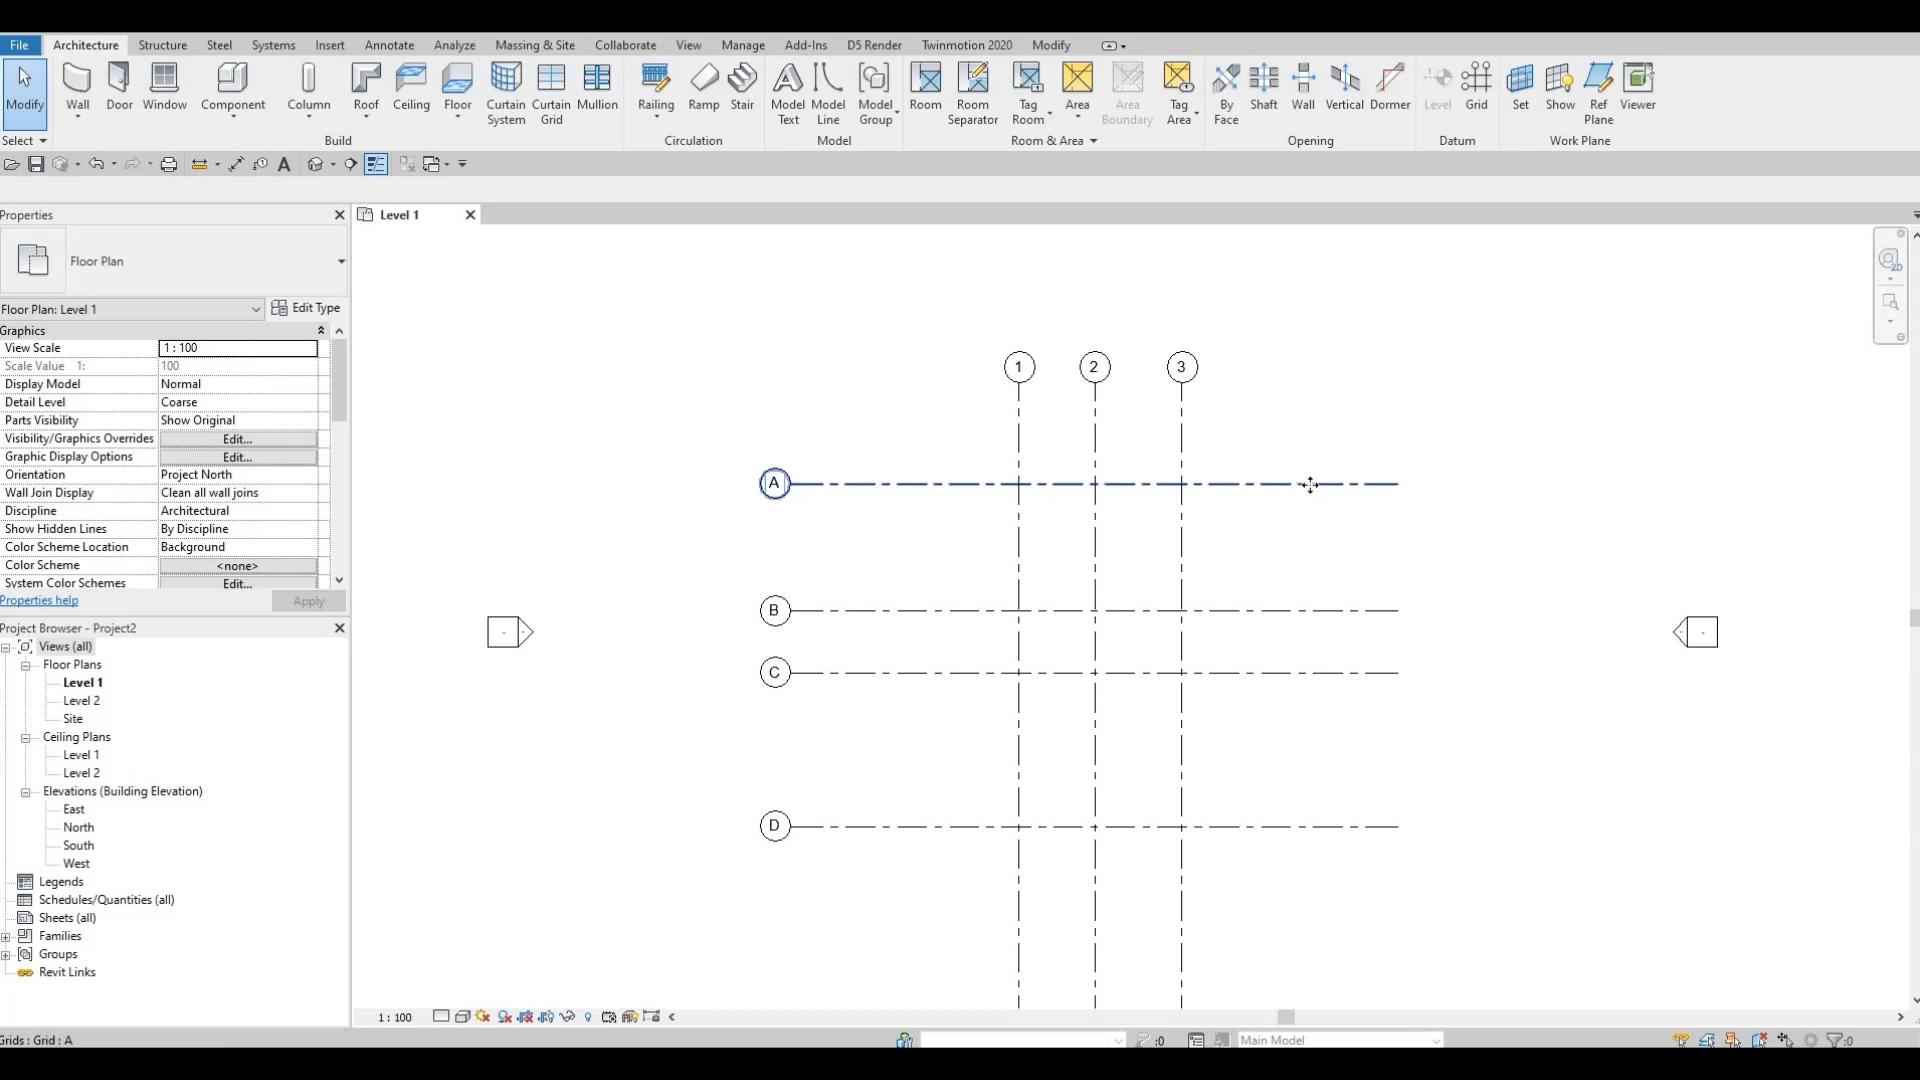 File Architecture Structure Steel Systems Insert Annotate Analyze Massing & Site Collaborate View Manage Add-Ins D5 Render Twinmotion 2020 Modify
Modify Wall Door Window Component Column Roof Ceiling Floor Curtain System Curtain Grid Mullion Railing Ramp Stair Model Text Model Line Model Group Room Room Separator Tag Room Area Area Boundary Tag Area By Face Shaft Wall Vertical Dormer Level Grid Set Show Ref Plane Viewer
Select Build Circulation Model Room & Area Opening Datum Work Plane
A
Properties
Level 1
2D
Floor Plan
Floor Plan: Level 1 Edit Type
Graphics
View Scale 1 : 100
Scale Value 1: 100
Display Model Normal
Detail Level Coarse
Parts Visibility Show Original
Visibility/Graphics Overrides Edit...
Graphic Display Options Edit...
Orientation Project North
Wall Join Display Clean all wall joins
Discipline Architectural
Show Hidden Lines By Discipline
Color Scheme Location Background
Color Scheme <none>
System Color Schemes Edit...
Properties help Apply
Project Browser - Project2
Views (all)
Floor Plans
Level 1
Level 2
Site
Ceiling Plans
Level 1
Level 2
Elevations (Building Elevation)
East
North
South
West
Legends
Schedules/Quantities (all)
Sheets (all)
Families
Groups
Revit Links
1 2 3
A
B
C
D
1 : 100
Grids : Grid : A
:0
Main Model
:0